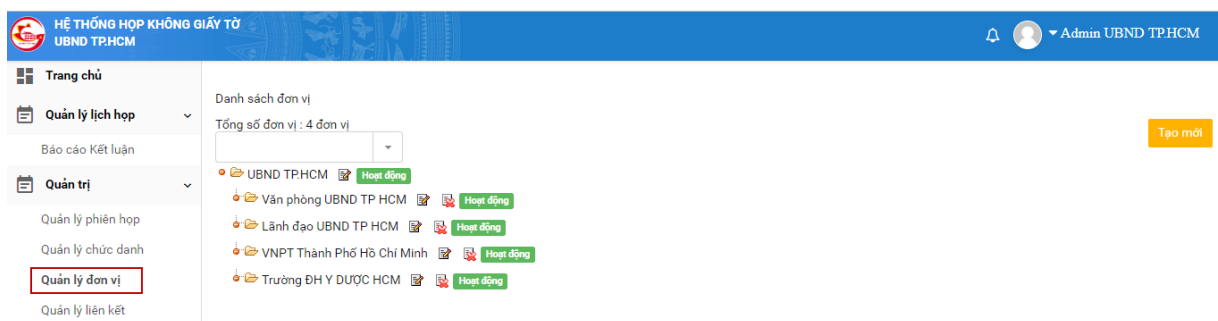 HỆ THỐNG HỌP KHÔNG GIẤY TỜ
UBND TP.HCM
Admin UBND TP.HCM
Trang chủ
Quản lý lịch họp
Báo cáo Kết luận
Quản trị
Quản lý phiên họp
Quản lý chức danh
Quản lý đơn vị
Quản lý liên kết
Danh sách đơn vị
Tổng số đơn vị : 4 đơn vị
Tạo mới
UBND TP.HCM Hoạt động
Văn phòng UBND TP HCM Hoạt động
Lãnh đạo UBND TP HCM Hoạt động
VNPT Thành Phố Hồ Chí Minh Hoạt động
Trường ĐH Y DƯỢC HCM Hoạt động